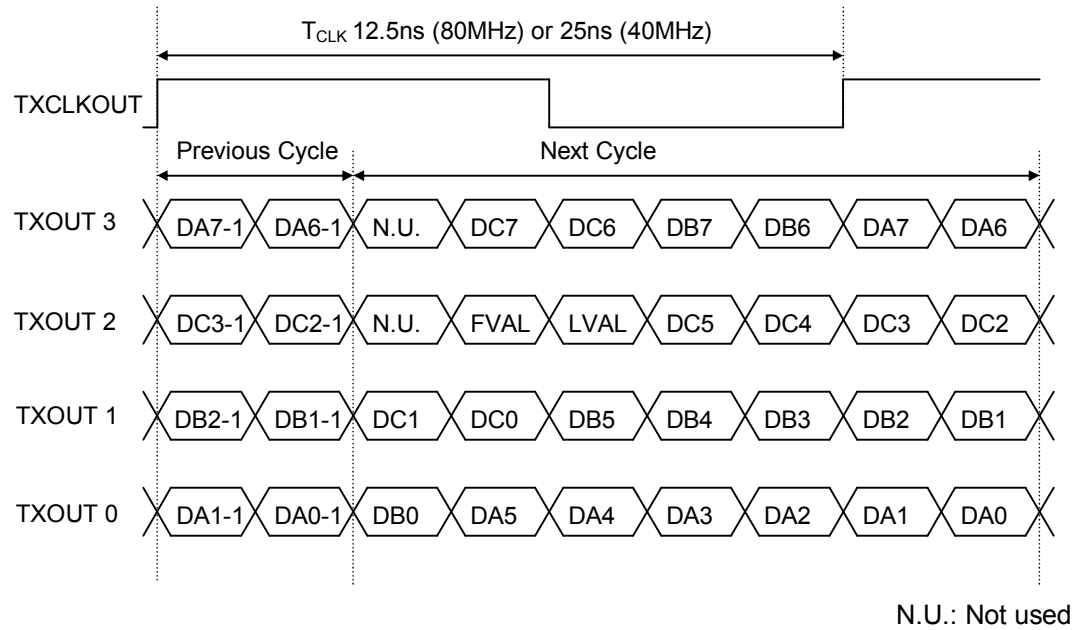 T_CLK 12.5ns (80MHz) or 25ns (40MHz)
TXCLKOUT
Previous Cycle Next Cycle
TXOUT 3 DA7-1 DA6-1 N.U. DC7 DC6 DB7 DB6 DA7 DA6
TXOUT 2 DC3-1 DC2-1 N.U. FVAL LVAL DC5 DC4 DC3 DC2
TXOUT 1 DB2-1 DB1-1 DC1 DC0 DB5 DB4 DB3 DB2 DB1
TXOUT 0 DA1-1 DA0-1 DB0 DA5 DA4 DA3 DA2 DA1 DA0
N.U.: Not used